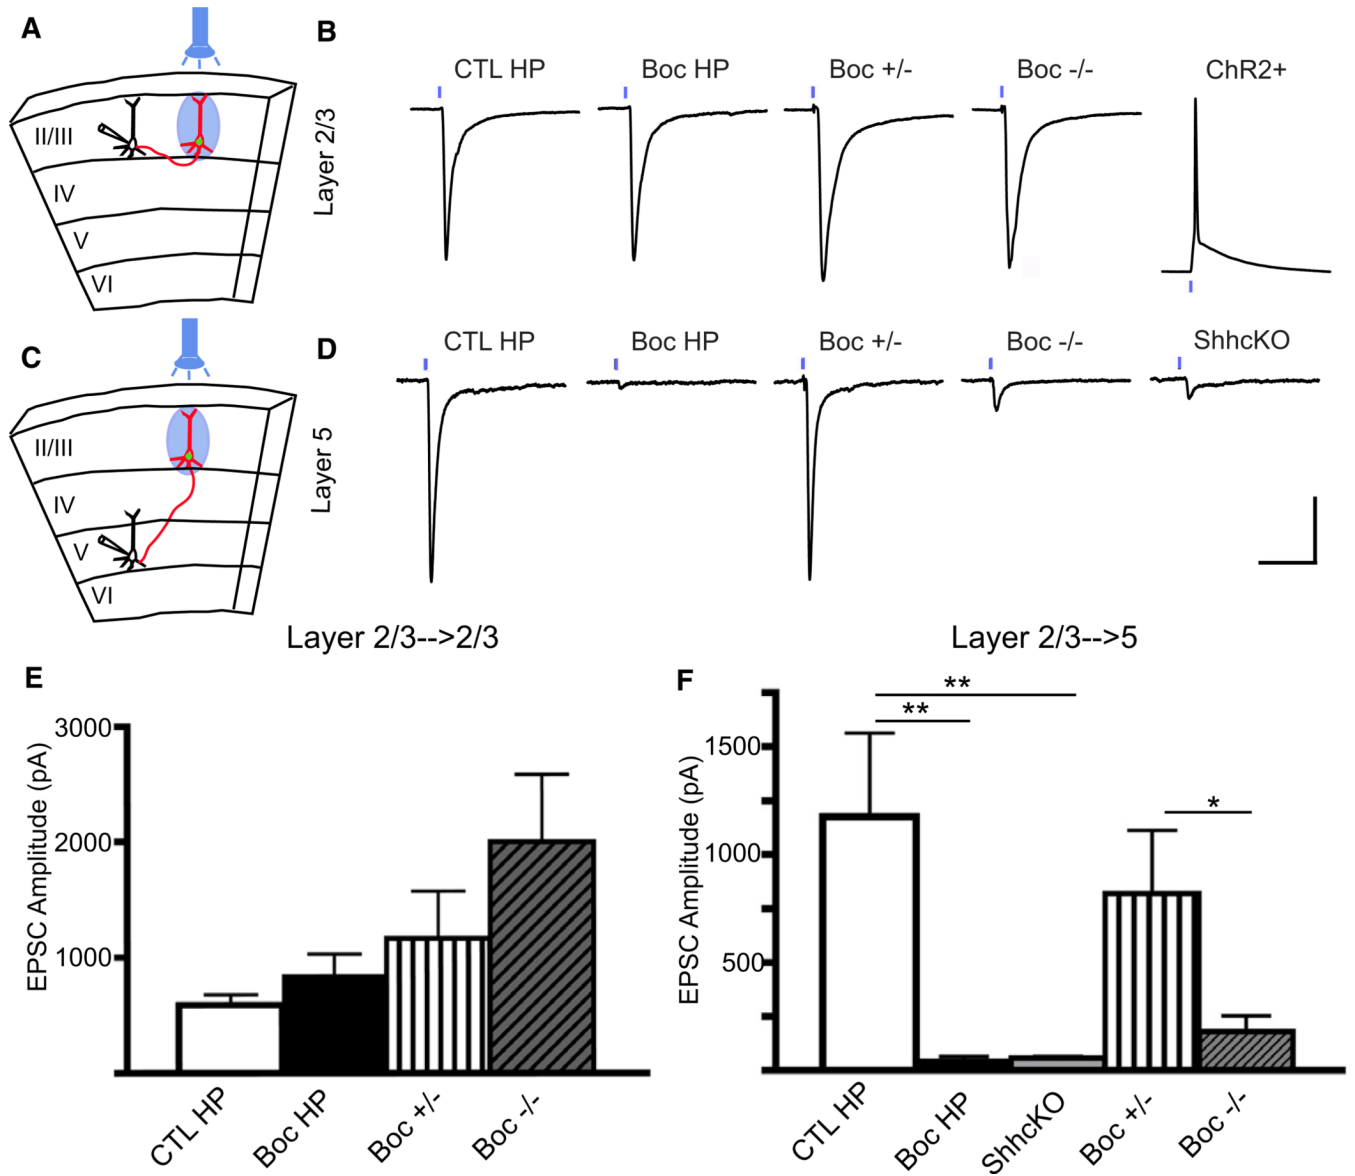 A
B
CTL HP
Boc HP
Boc +/-
Boc -/-
ChR2+
Layer 2/3
II/III
IV
V
VI
C
D
CTL HP
Boc HP
Boc +/-
Boc -/-
ShhcKO
Layer 5
II/III
IV
V
VI
Layer 2/3-->2/3
Layer 2/3-->5
E
EPSC Amplitude (pA)
3000
2000
1000
CTL HP
Boc HP
Boc +/-
Boc -/-
F
EPSC Amplitude (pA)
1500
1000
500
**
**
*
CTL HP
Boc HP
ShhcKO
Boc +/-
Boc -/-